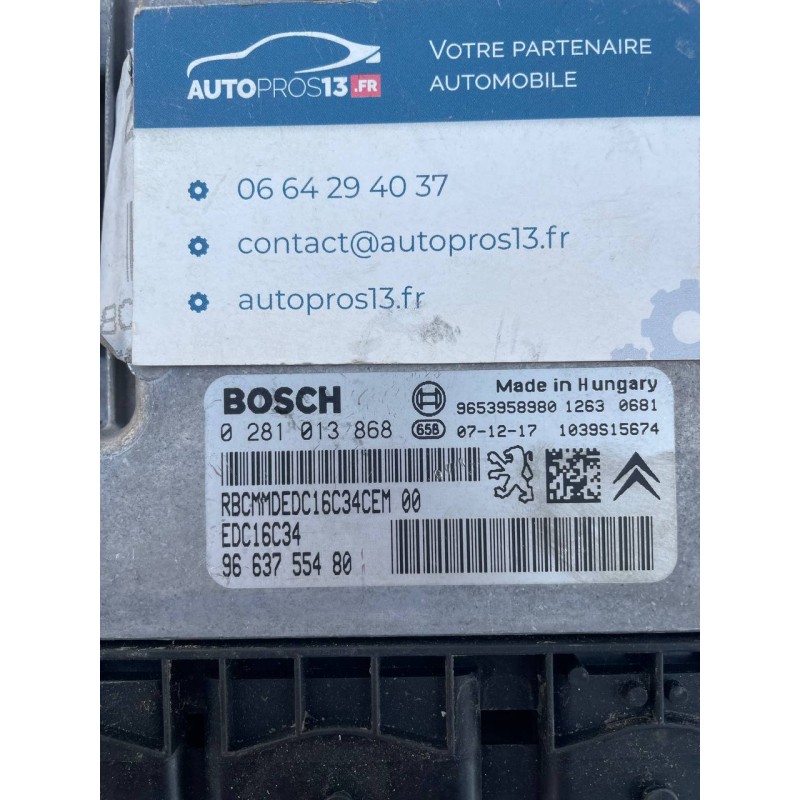 AUTOPROS13.FR
VOTRE PARTENAIRE
AUTOMOBILE
06 64 29 40 37
contact@autopros13.fr
autopros13.fr
BOSCH
Made in Hungary
9653958980 1263 0681
0 281 013 868
658
07-12-17 1039S15674
RBCMMDEDC16C34CEM 00
EDC16C34
96 637 554 80